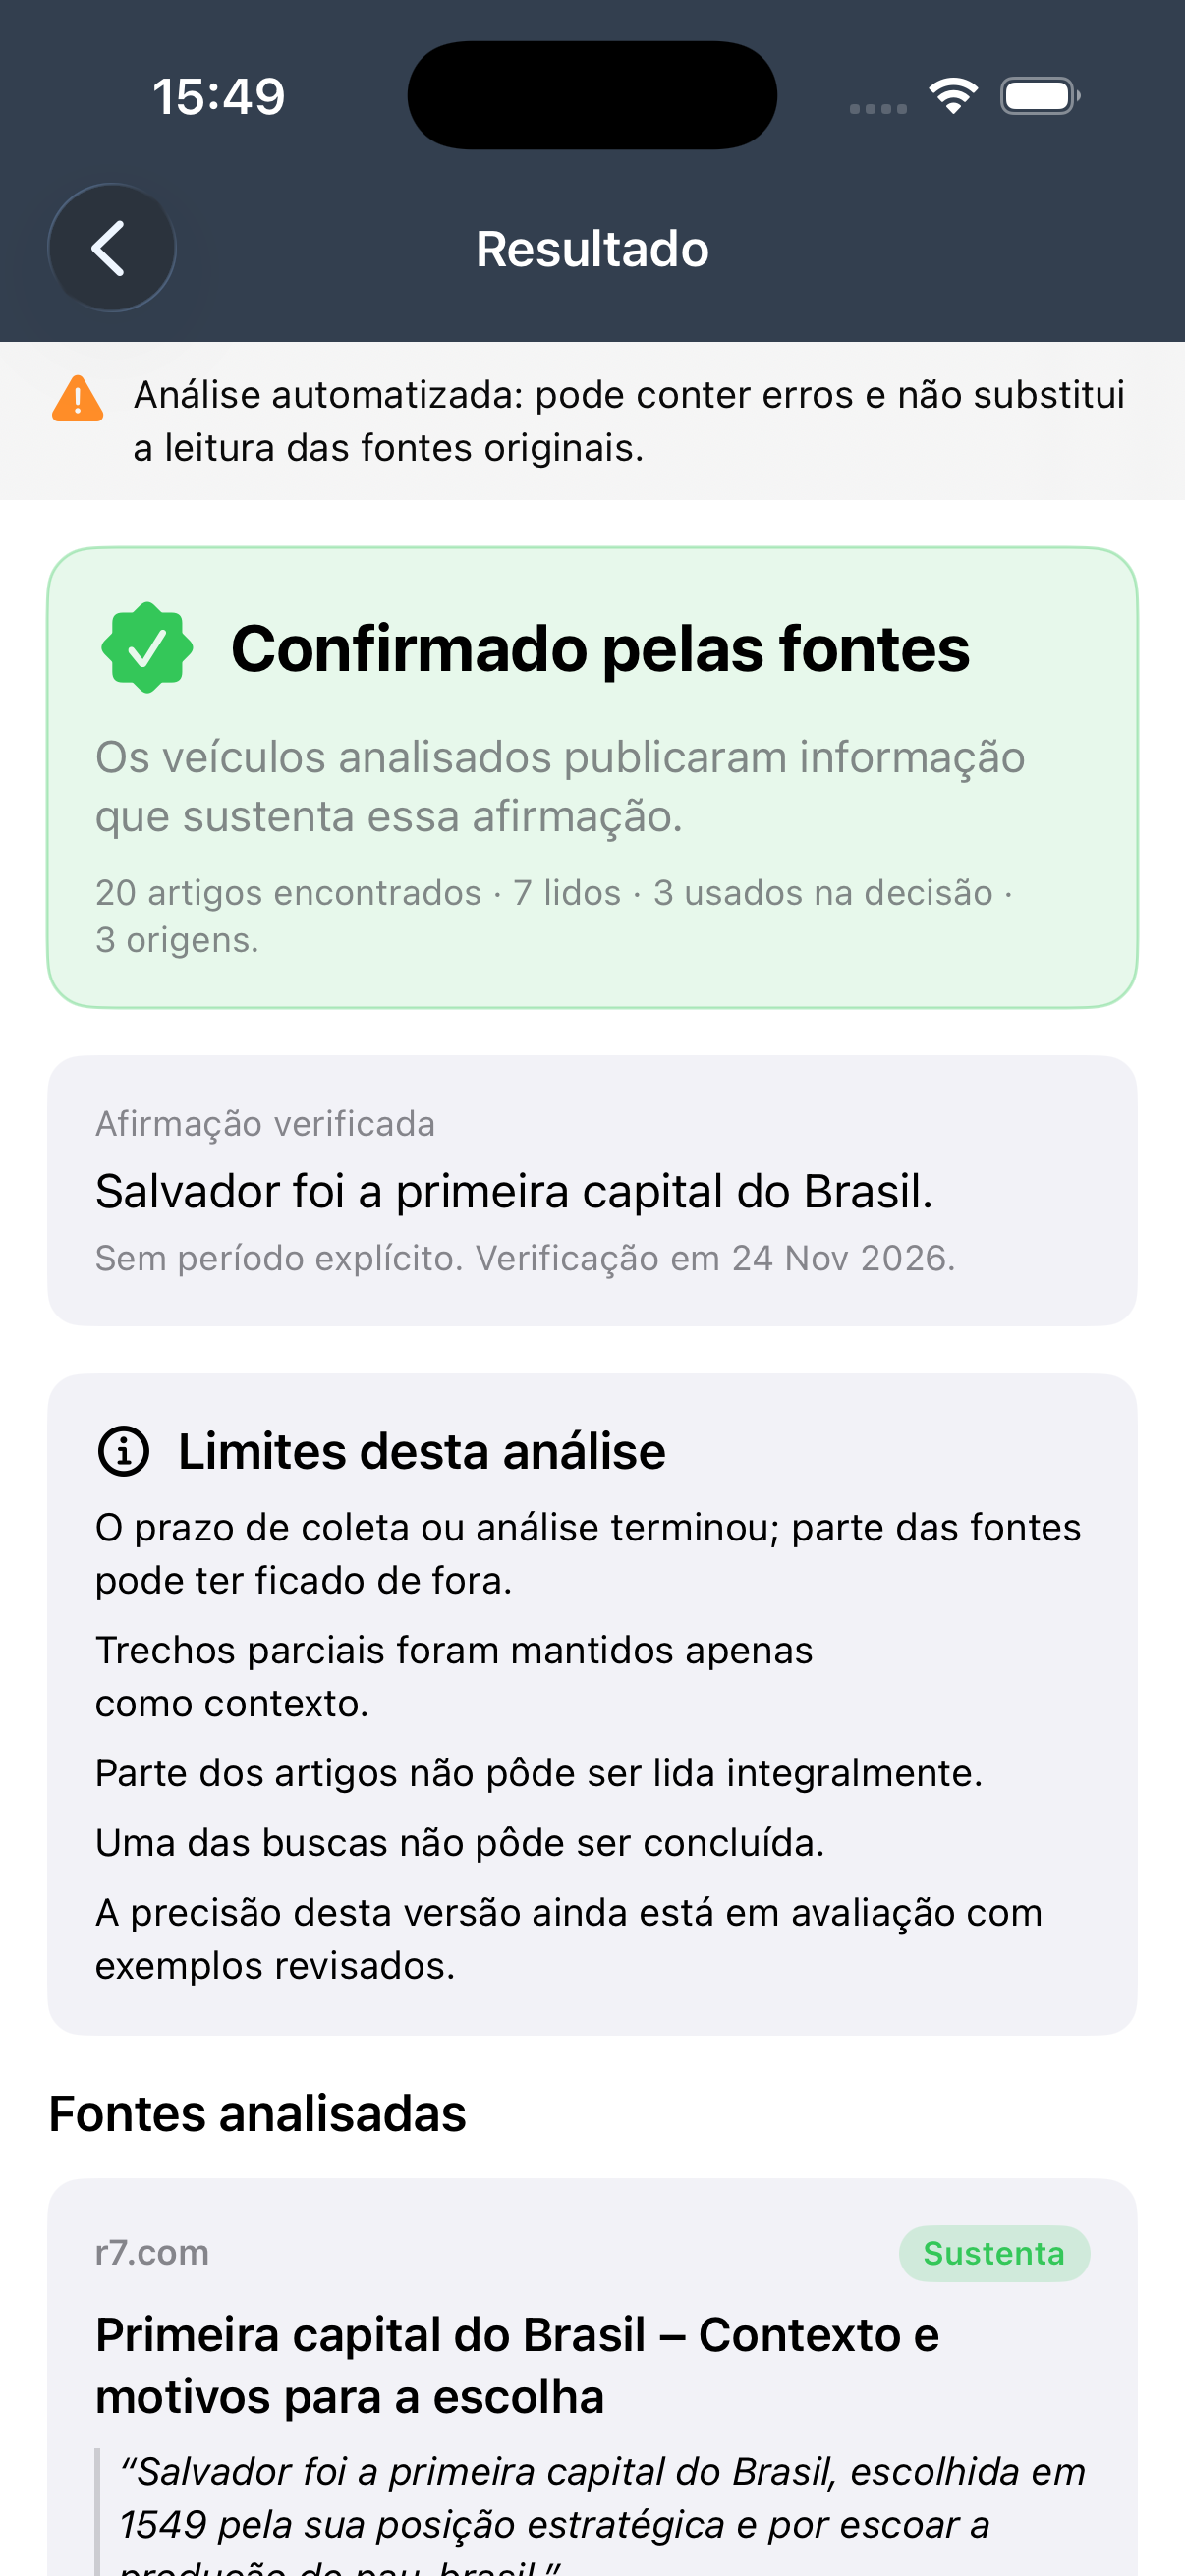 15:49
Resultado
Análise automatizada: pode conter erros e não substitui
a leitura das fontes originais.
Confirmado pelas fontes
Os veículos analisados publicaram informação
que sustenta essa afirmação.
20 artigos encontrados · 7 lidos · 3 usados na decisão ·
3 origens.
Afirmação verificada
Salvador foi a primeira capital do Brasil.
Sem período explícito. Verificação em 24 Nov 2026.
Limites desta análise
O prazo de coleta ou análise terminou; parte das fontes
pode ter ficado de fora.
Trechos parciais foram mantidos apenas
como contexto.
Parte dos artigos não pôde ser lida integralmente.
Uma das buscas não pôde ser concluída.
A precisão desta versão ainda está em avaliação com
exemplos revisados.
Fontes analisadas
r7.com
Sustenta
Primeira capital do Brasil – Contexto e
motivos para a escolha
“Salvador foi a primeira capital do Brasil, escolhida em
1549 pela sua posição estratégica e por escoar a
produção de pau-brasil.”